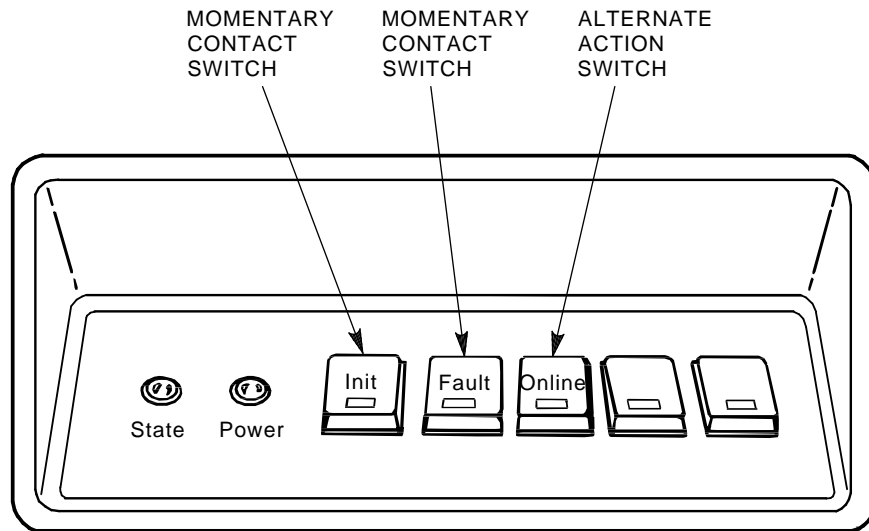 MOMENTARY
CONTACT
SWITCH
MOMENTARY
CONTACT
SWITCH
ALTERNATE
ACTION
SWITCH
Init
Fault
Online
State
Power